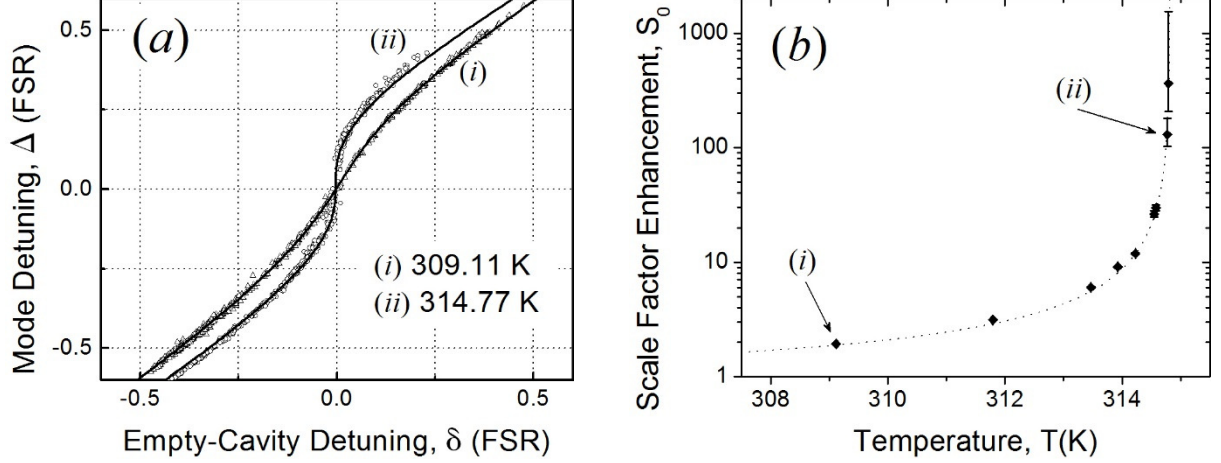 (a)
(ii)
(i)
Mode Detuning, Δ (FSR)
0.5
0.0
-0.5
(i) 309.11 K
(ii) 314.77 K
-0.5 0.0 0.5
Empty-Cavity Detuning, δ (FSR)
(b)
(ii)
(i)
Scale Factor Enhancement, S₀
1000
100
10
1
308 310 312 314
Temperature, T(K)